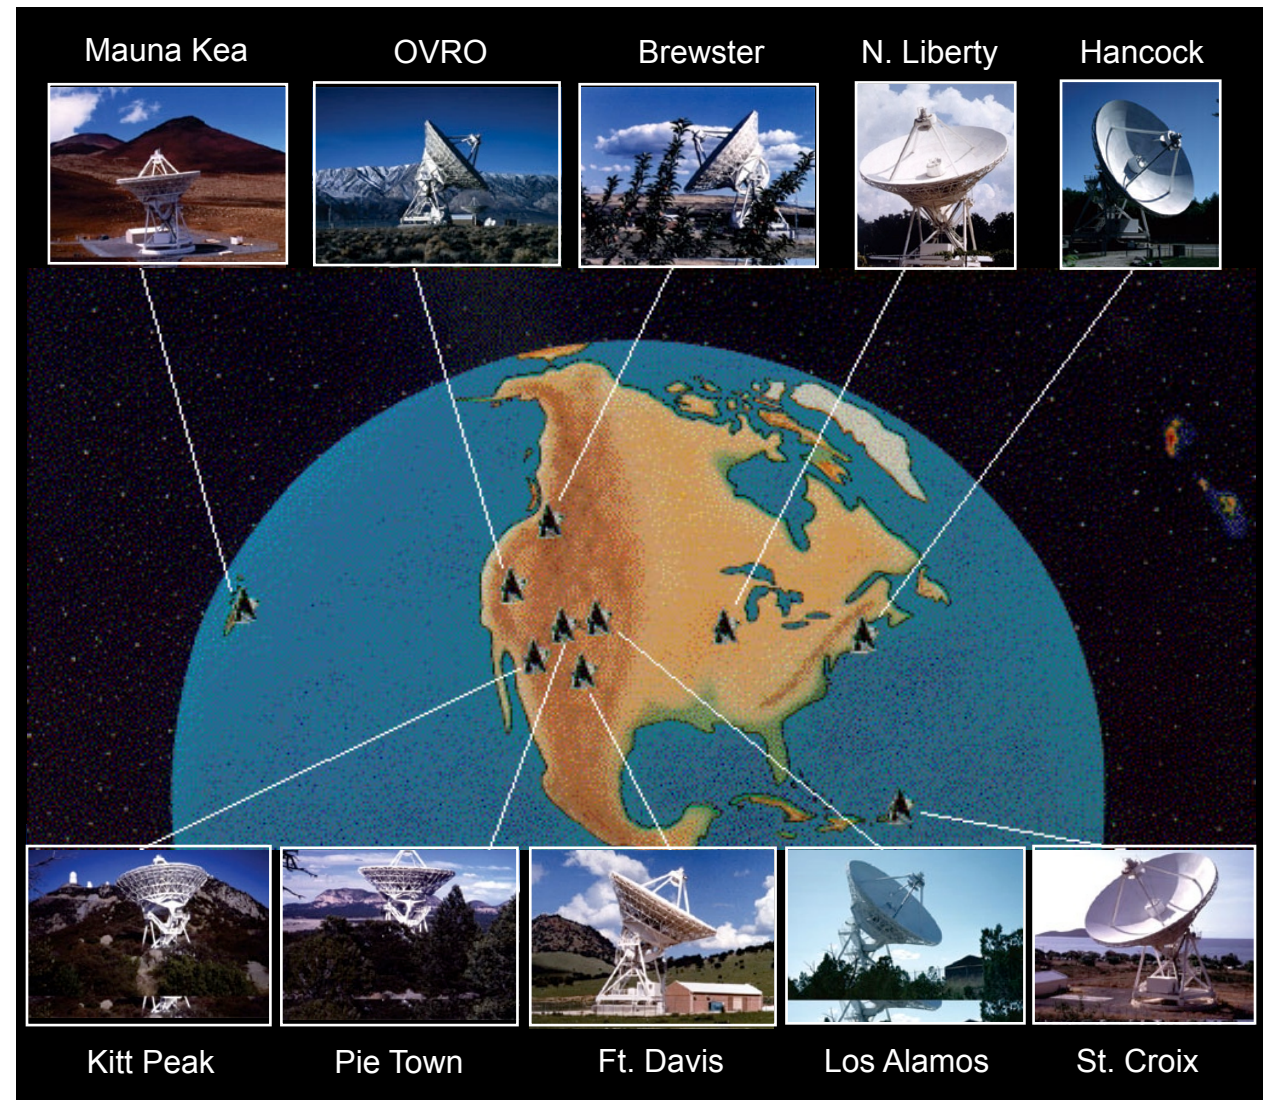 Mauna Kea
OVRO
Brewster
N. Liberty
Hancock
Kitt Peak
Pie Town
Ft. Davis
Los Alamos
St. Croix